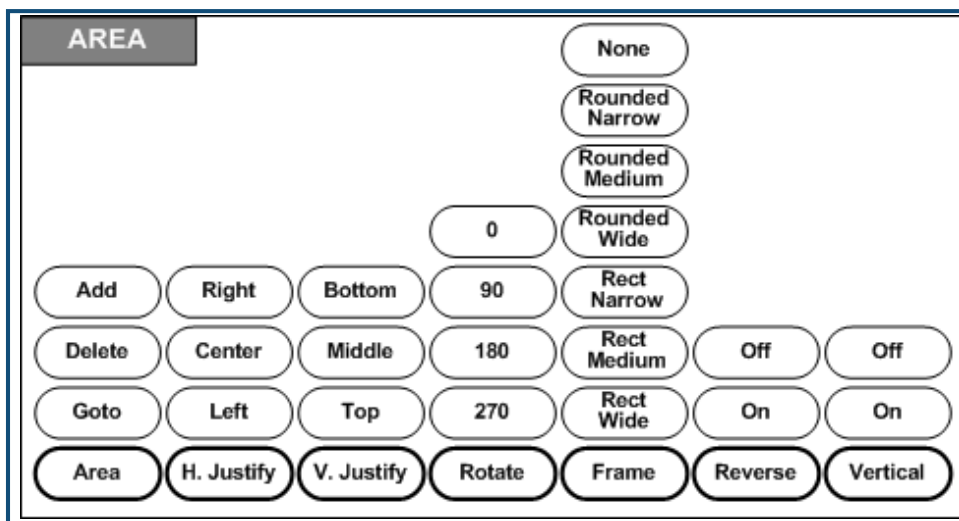 AREA
None
Rounded
Narrow
Rounded
Medium
0
Rounded
Wide
Add
Right
Bottom
90
Rect
Narrow
Delete
Center
Middle
180
Rect
Medium
Off
Off
Goto
Left
Top
270
Rect
Wide
On
On
Area
H. Justify
V. Justify
Rotate
Frame
Reverse
Vertical